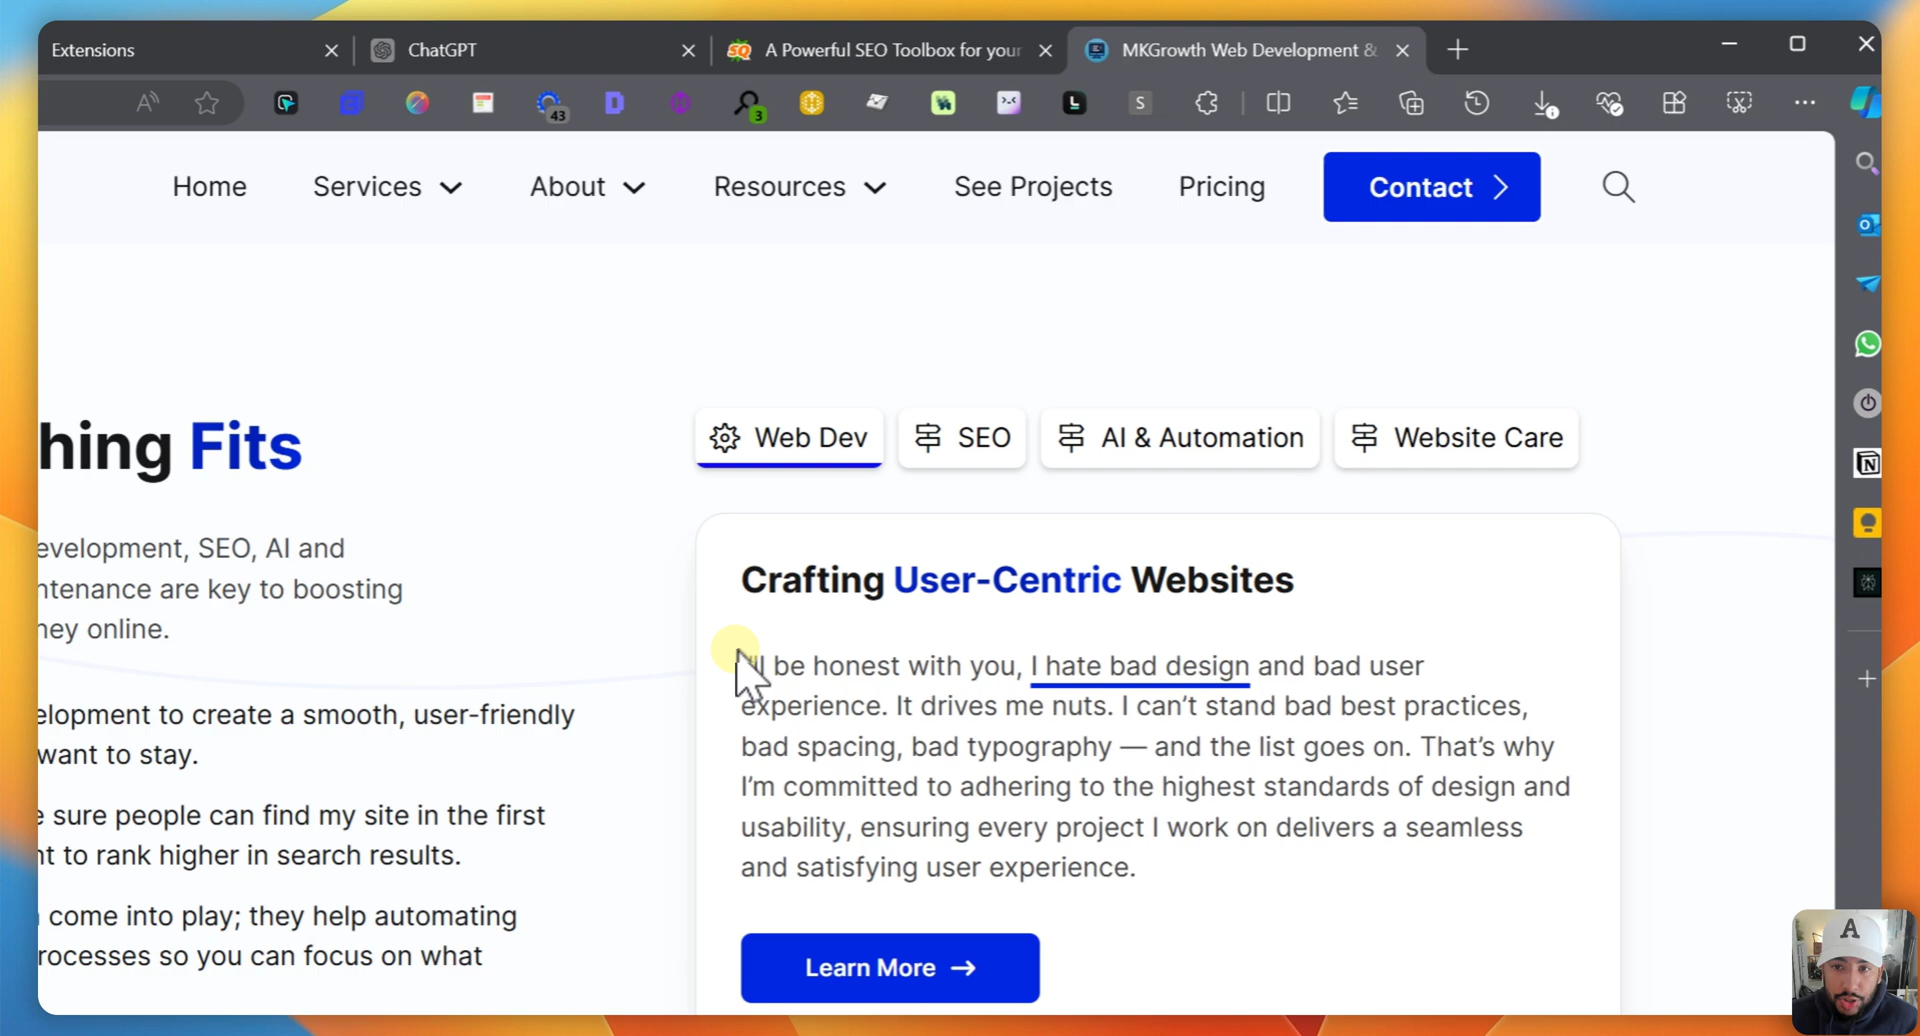 Extensions
ChatGPT
A Powerful SEO Toolbox for your
MKGrowth Web Development &
43
3
S
Home
Services
About
Resources
See Projects
Pricing
Contact
hing Fits
Web Dev
SEO
AI & Automation
Website Care
evelopment, SEO, AI and
ntenance are key to boosting
ney online.
Crafting User-Centric Websites
be honest with you, I hate bad design and bad user
experience. It drives me nuts. I can't stand bad best practices,
bad spacing, bad typography — and the list goes on. That's why
I'm committed to adhering to the highest standards of design and
usability, ensuring every project I work on delivers a seamless
and satisfying user experience.
elopment to create a smooth, user-friendly
want to stay.
e sure people can find my site in the first
nt to rank higher in search results.
come into play; they help automating
rocesses so you can focus on what
Learn More
A